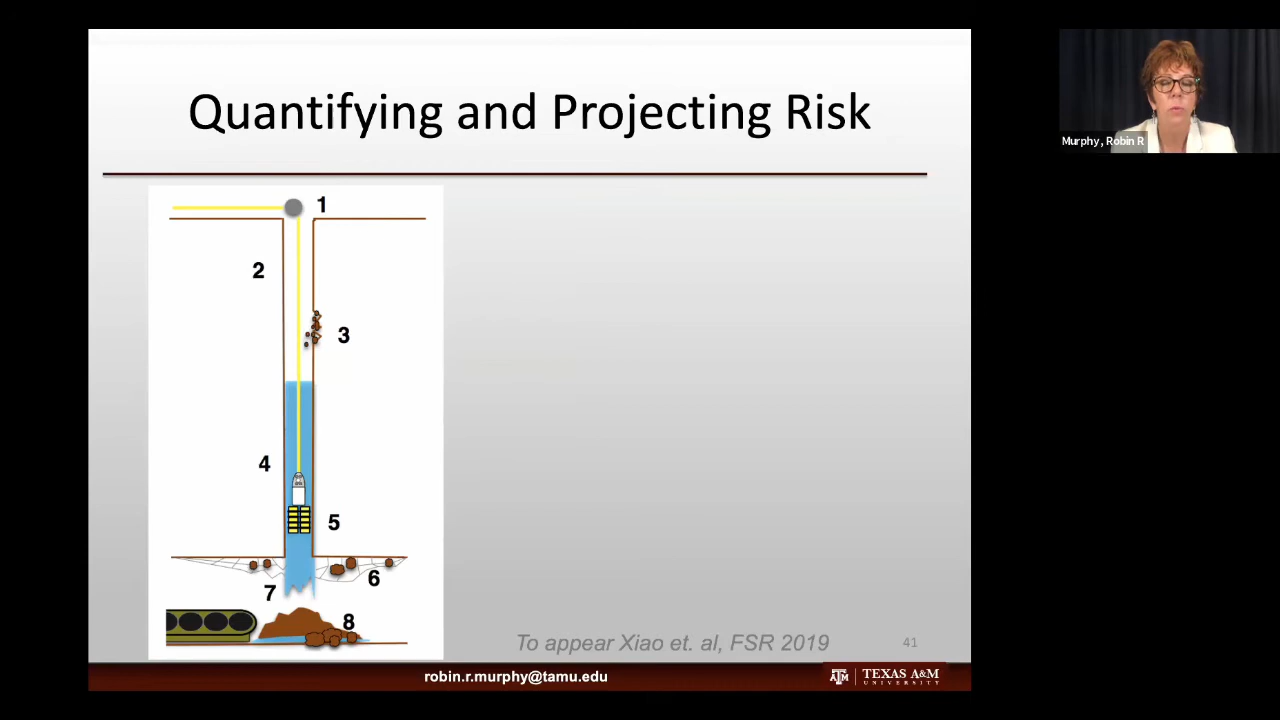 Quantifying and Projecting Risk
Murphy, Robin R
1
2
3
4
5
6
7
8
To appear Xiao et. al, FSR 2019
41
robin.r.murphy@tamu.edu
ATM
TEXAS A&M
UNIVERSITY